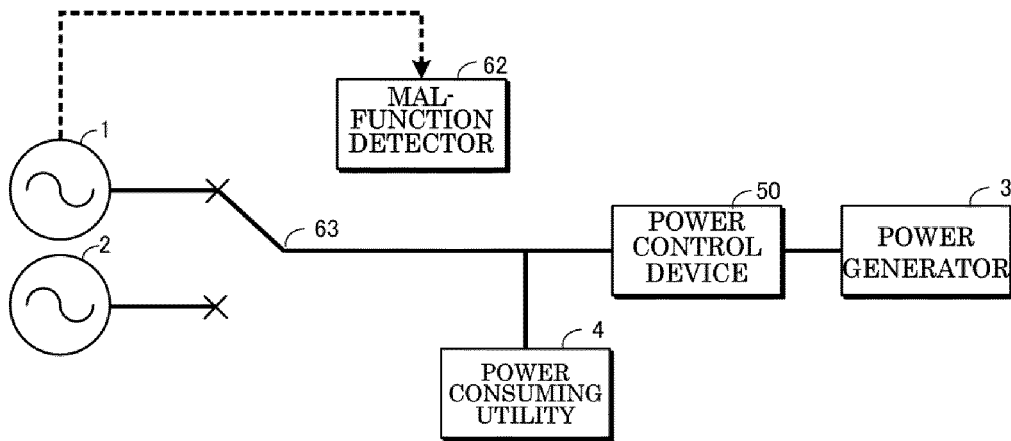 62
MAL-
FUNCTION
DETECTOR
1
50
3
POWER
CONTROL
DEVICE
POWER
GENERATOR
63
2
4
POWER
CONSUMING
UTILITY